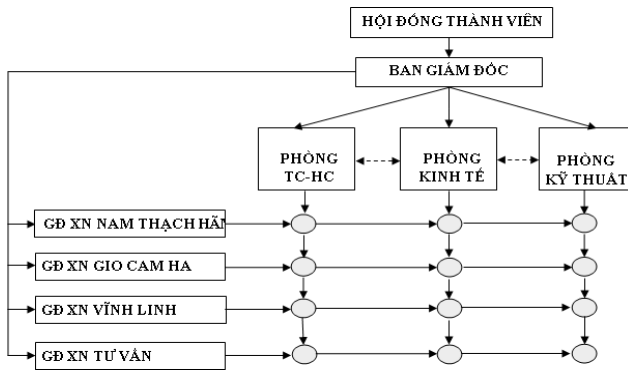 HỘI ĐỒNG THÀNH VIÊN
BAN GIÁM ĐỐC
PHÒNG
TC-HC
PHÒNG
KINH TẾ
PHÒNG
KỸ THUẬT
GĐ XN NAM THẠCH HÃN
GĐ XN GIO CAM HA
GĐ XN VĨNH LINH
GĐ XN TƯ VẤN